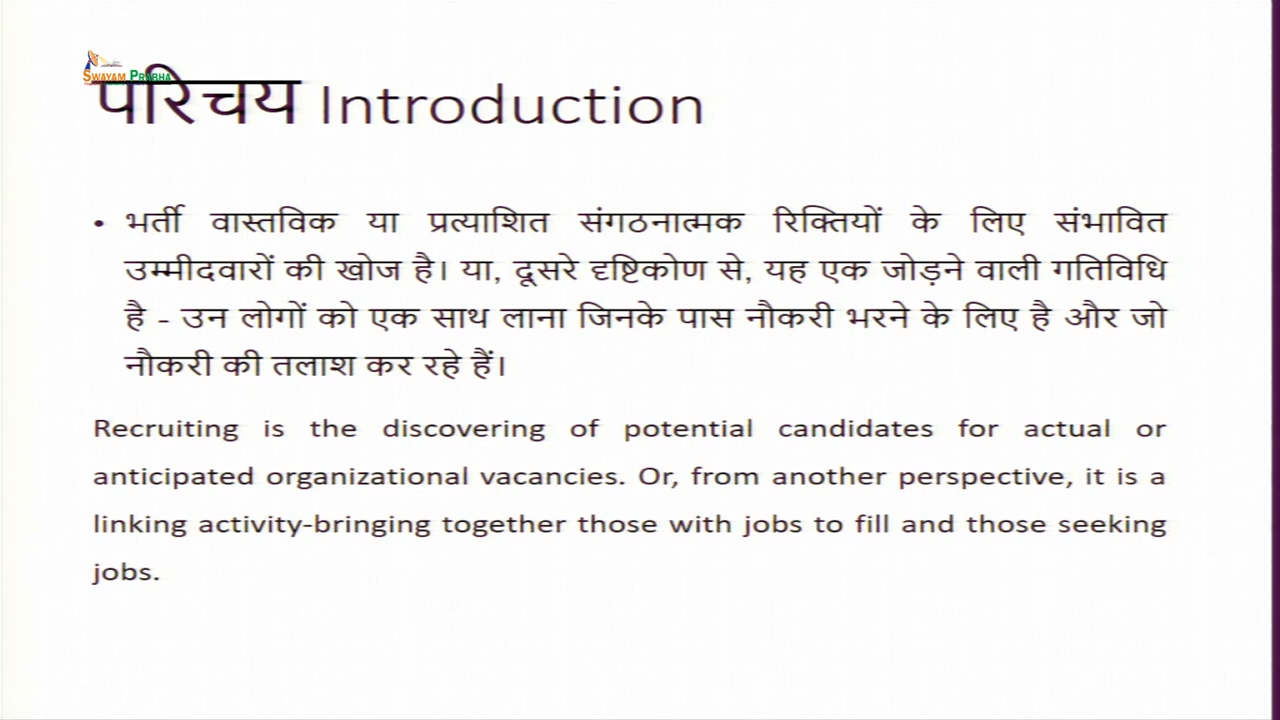 SWAYAM PRABHA
परिचय Introduction
• भर्ती वास्तविक या प्रत्याशित संगठनात्मक रिक्तियों के लिए संभावित
उम्मीदवारों की खोज है। या, दूसरे दृष्टिकोण से, यह एक जोड़ने वाली गतिविधि
है - उन लोगों को एक साथ लाना जिनके पास नौकरी भरने के लिए है और जो
नौकरी की तलाश कर रहे हैं।
Recruiting is the discovering of potential candidates for actual or
anticipated organizational vacancies. Or, from another perspective, it is a
linking activity-bringing together those with jobs to fill and those seeking
jobs.